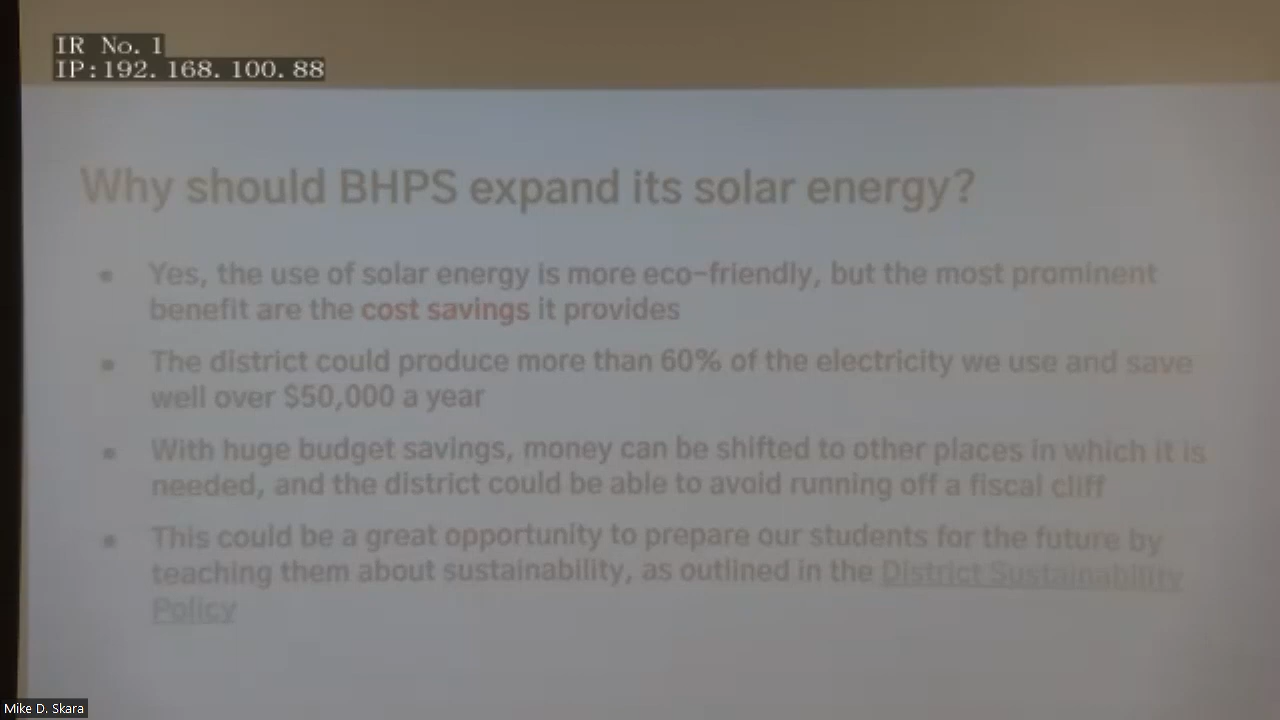 IR No. 1
IP:192. 168. 100. 88
Why should BHPS expand its solar energy?
Yes, the use of solar energy is more eco-friendly, but the most prominent
benefit are the cost savings it provides
The district could produce more than 60% of the electricity we use and save
well over $50,000 a year
With huge budget savings, money can be shifted to other places in which it is
needed, and the district could be able to avoid running off a fiscal cliff
This could be a great opportunity to prepare our students for the future by
teaching them about sustainability, as outlined in the District Sustainability
Policy
Mike D. Skara